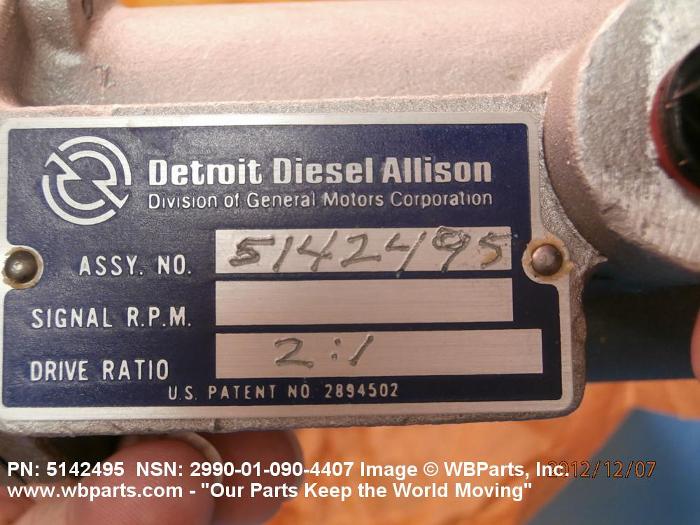 Detroit Diesel Allison
Division of General Motors Corporation
ASSY. NO. 5142495
SIGNAL R.P.M.
DRIVE RATIO 2:1
U.S. PATENT NO 2894502
2012/12/07
PN: 5142495 NSN: 2990-01-090-4407 Image © WBParts, Inc.
www.wbparts.com - "Our Parts Keep the World Moving"